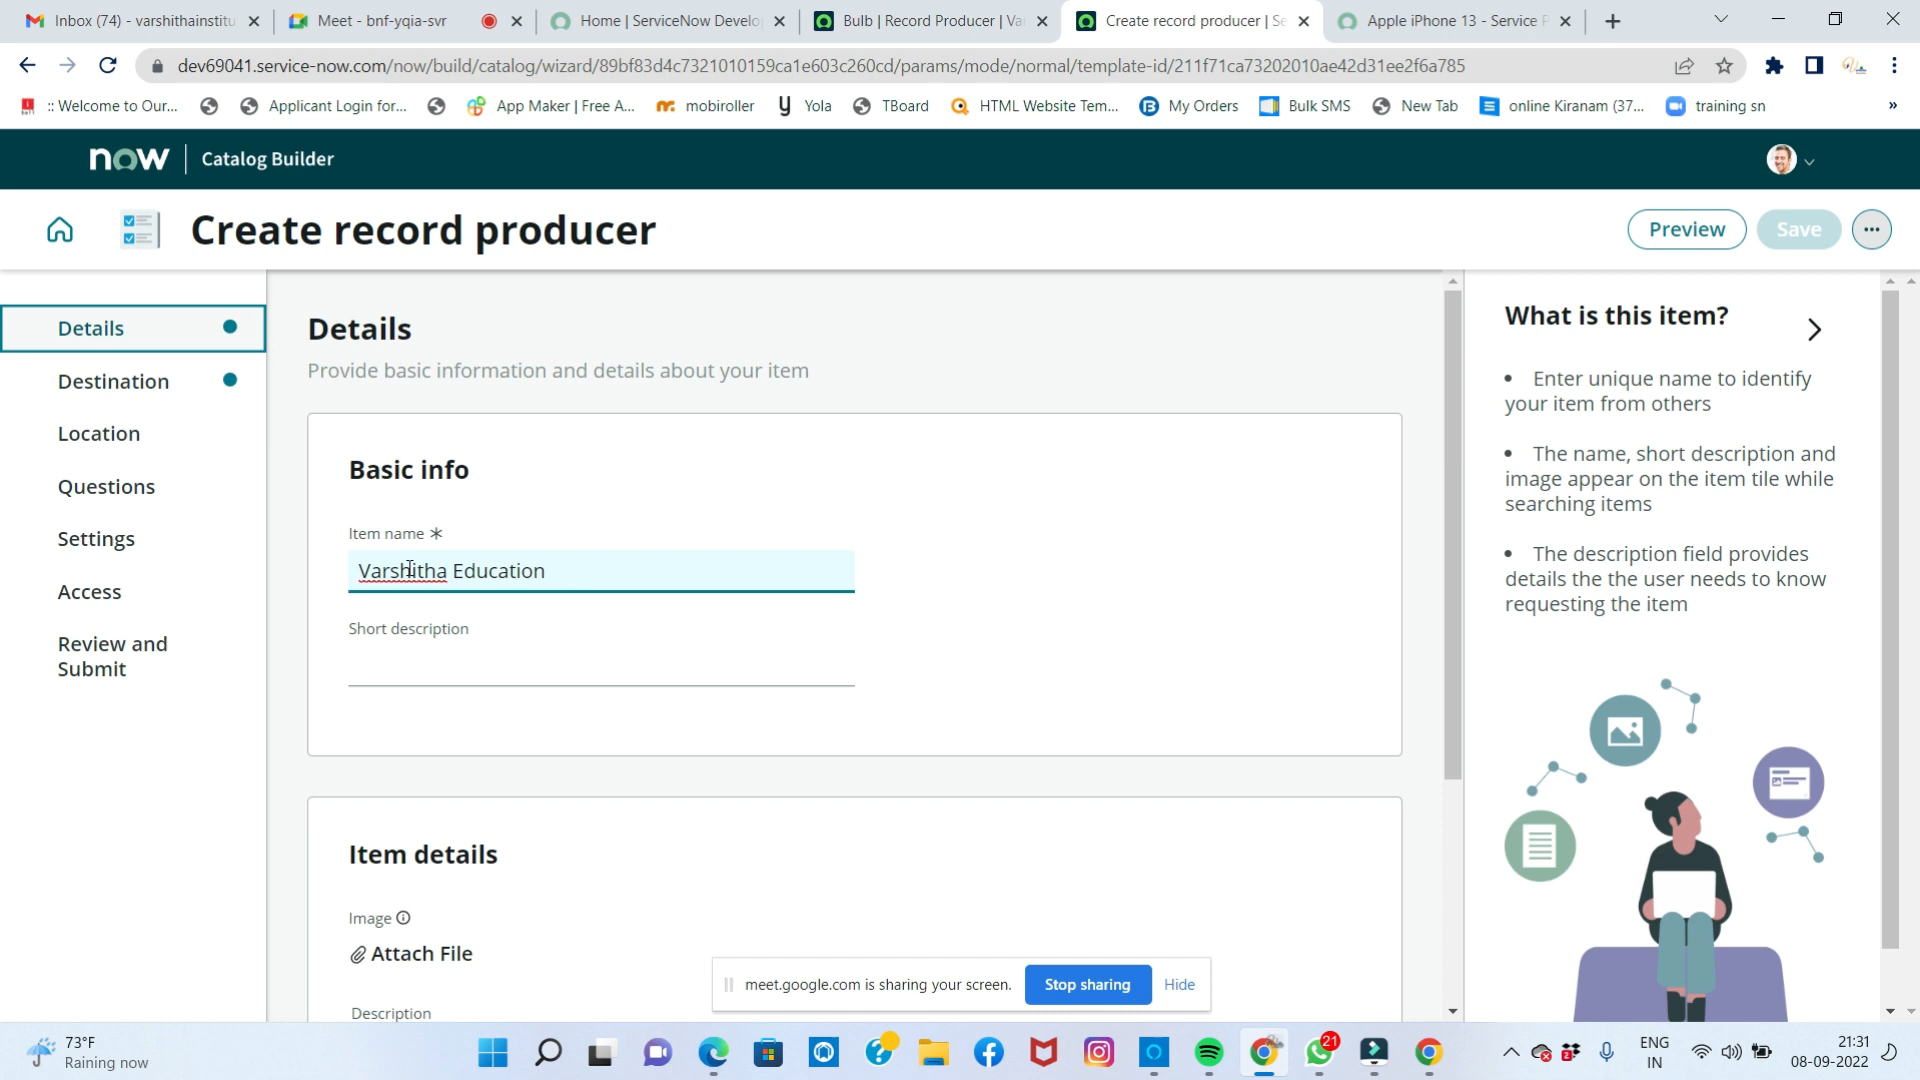 Inbox (74) - varshithainstitu
Meet - bnf-yqia-svr
Home | ServiceNow Develo
Bulb | Record Producer | Va
Create record producer | Se
Apple iPhone 13 - Service P
dev69041.service-now.com/now/build/catalog/wizard/89bf83d4c7321010159ca1e603c260cd/params/mode/normal/template-id/211f71ca73202010ae42d31ee2f6a785
:: Welcome to Our...
Applicant Login for...
App Maker | Free A...
mobiroller
Yola
TBoard
HTML Website Tem...
My Orders
Bulk SMS
New Tab
online Kiranam (37...
training sn
»
now
Catalog Builder
Create record producer
Preview
Save
Details
Destination
Location
Questions
Settings
Access
Review and
Submit
Details
Provide basic information and details about your item
Basic info
Item name *
Varshitha Education
Short description
Item details
Image
Attach File
Description
What is this item?
• Enter unique name to identify
your item from others
• The name, short description and
image appear on the item tile while
searching items
• The description field provides
details the the user needs to know
requesting the item
meet.google.com is sharing your screen.
Stop sharing
Hide
73°F
Raining now
21
ENG
IN
21:31
08-09-2022